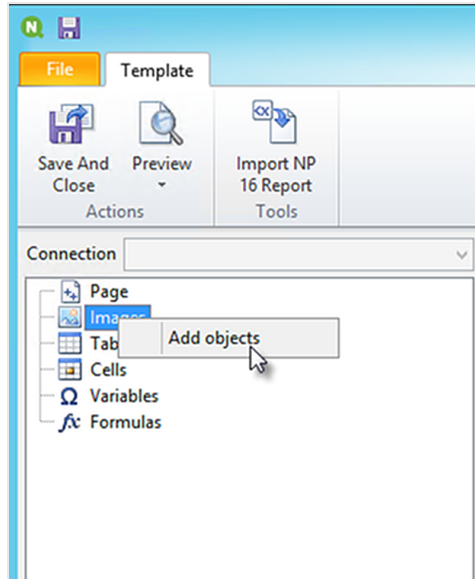 File
Template
Save And
Close
Preview
Import NP
16 Report
Actions
Tools
Connection
Page
Images
Add objects
Tab
Cells
Variables
Formulas